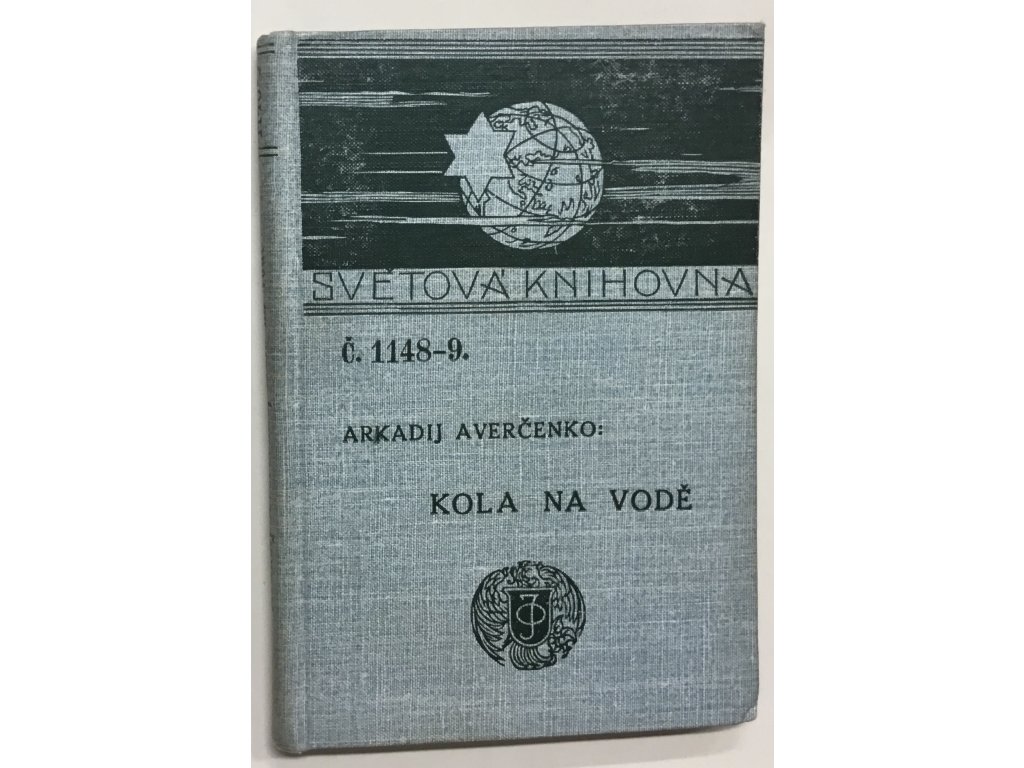 SVĚTOVÁ KNIHOVNA
Č. 1148-9.
ARKADIJ AVERČENKO:
KOLA NA VODĚ